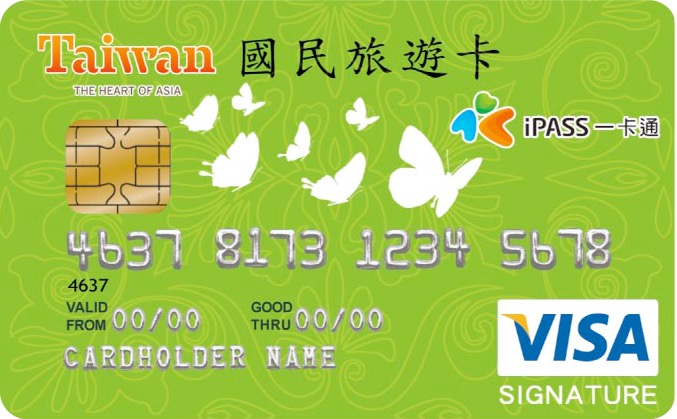 Taiwan 國民旅遊卡
THE HEART OF ASIA
iPASS 一卡通
4637 8173 1234 5678
4637
VALID FROM 00/00 GOOD THRU 00/00
CARDHOLDER NAME
VISA
SIGNATURE